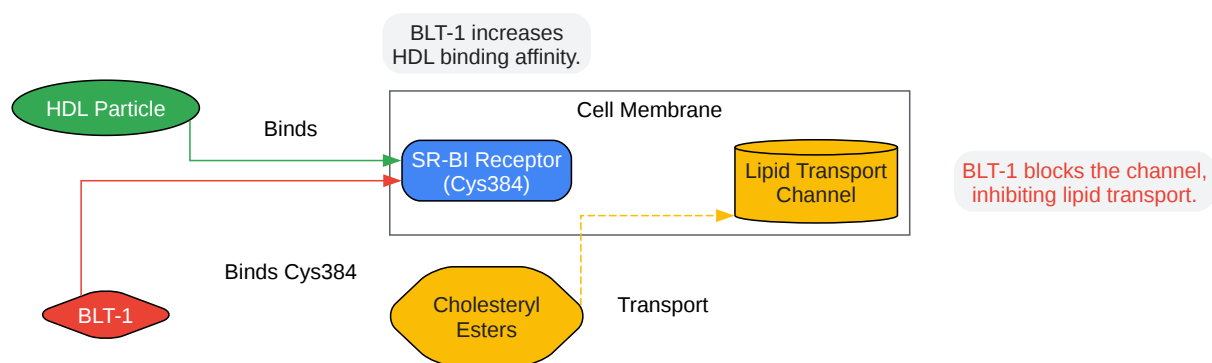 BLT-1 increases
HDL binding affinity.
HDL Particle
Binds
Cell Membrane
SR-BI Receptor
(Cys384)
Lipid Transport
Channel
BLT-1 blocks the channel,
inhibiting lipid transport.
Binds Cys384
BLT-1
Cholesteryl
Esters
Transport